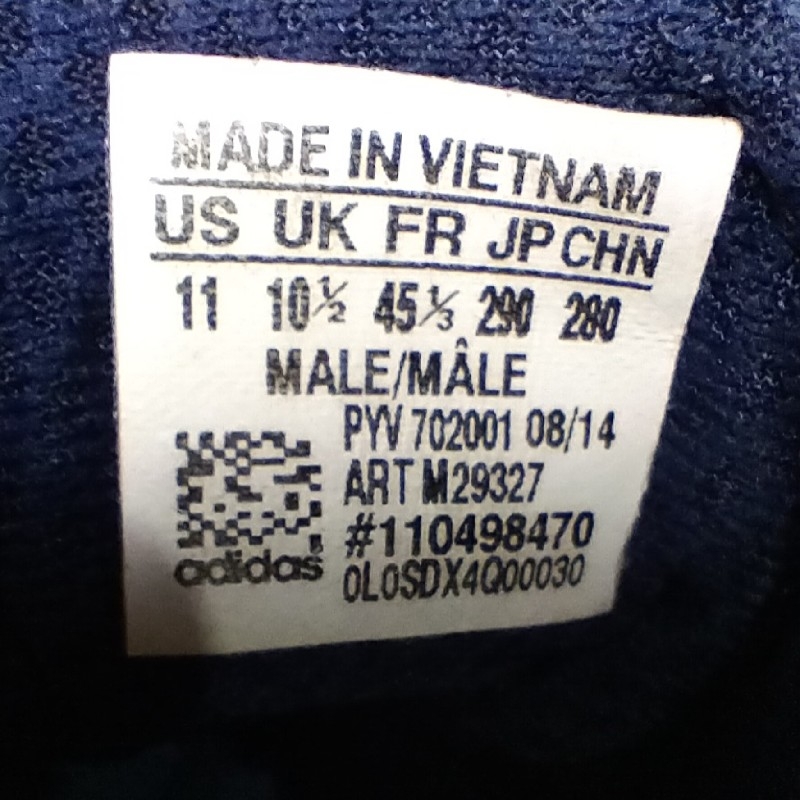 MADE IN VIETNAM
US UK FR JP CHN
11 10½ 45⅓ 290 280
MALE/MÂLE
PYV 702001 08/14
ART M29327
#110498470
adidas
0L0SDX4Q00030